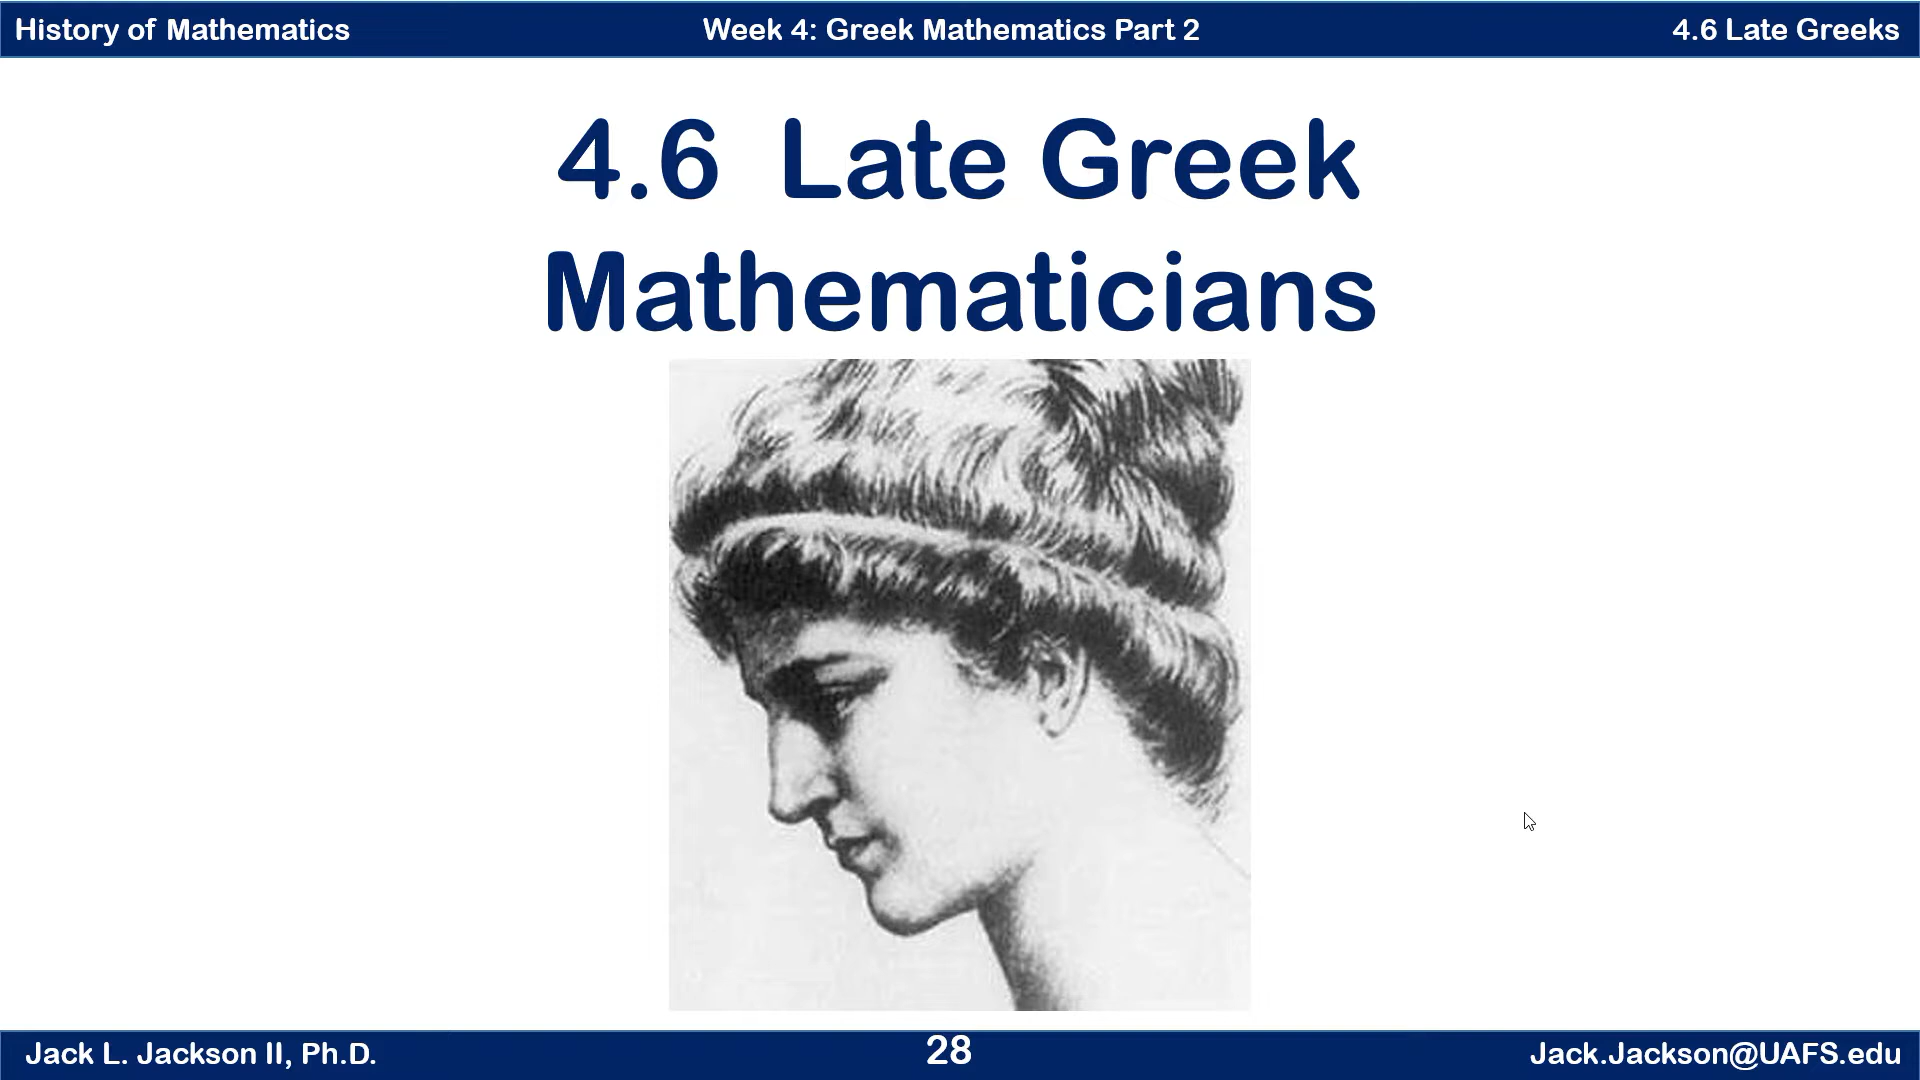 History of Mathematics
Week 4: Greek Mathematics Part 2
4.6 Late Greeks
4.6 Late Greek
Mathematicians
Jack L. Jackson II, Ph.D.
28
Jack.Jackson@UAFS.edu